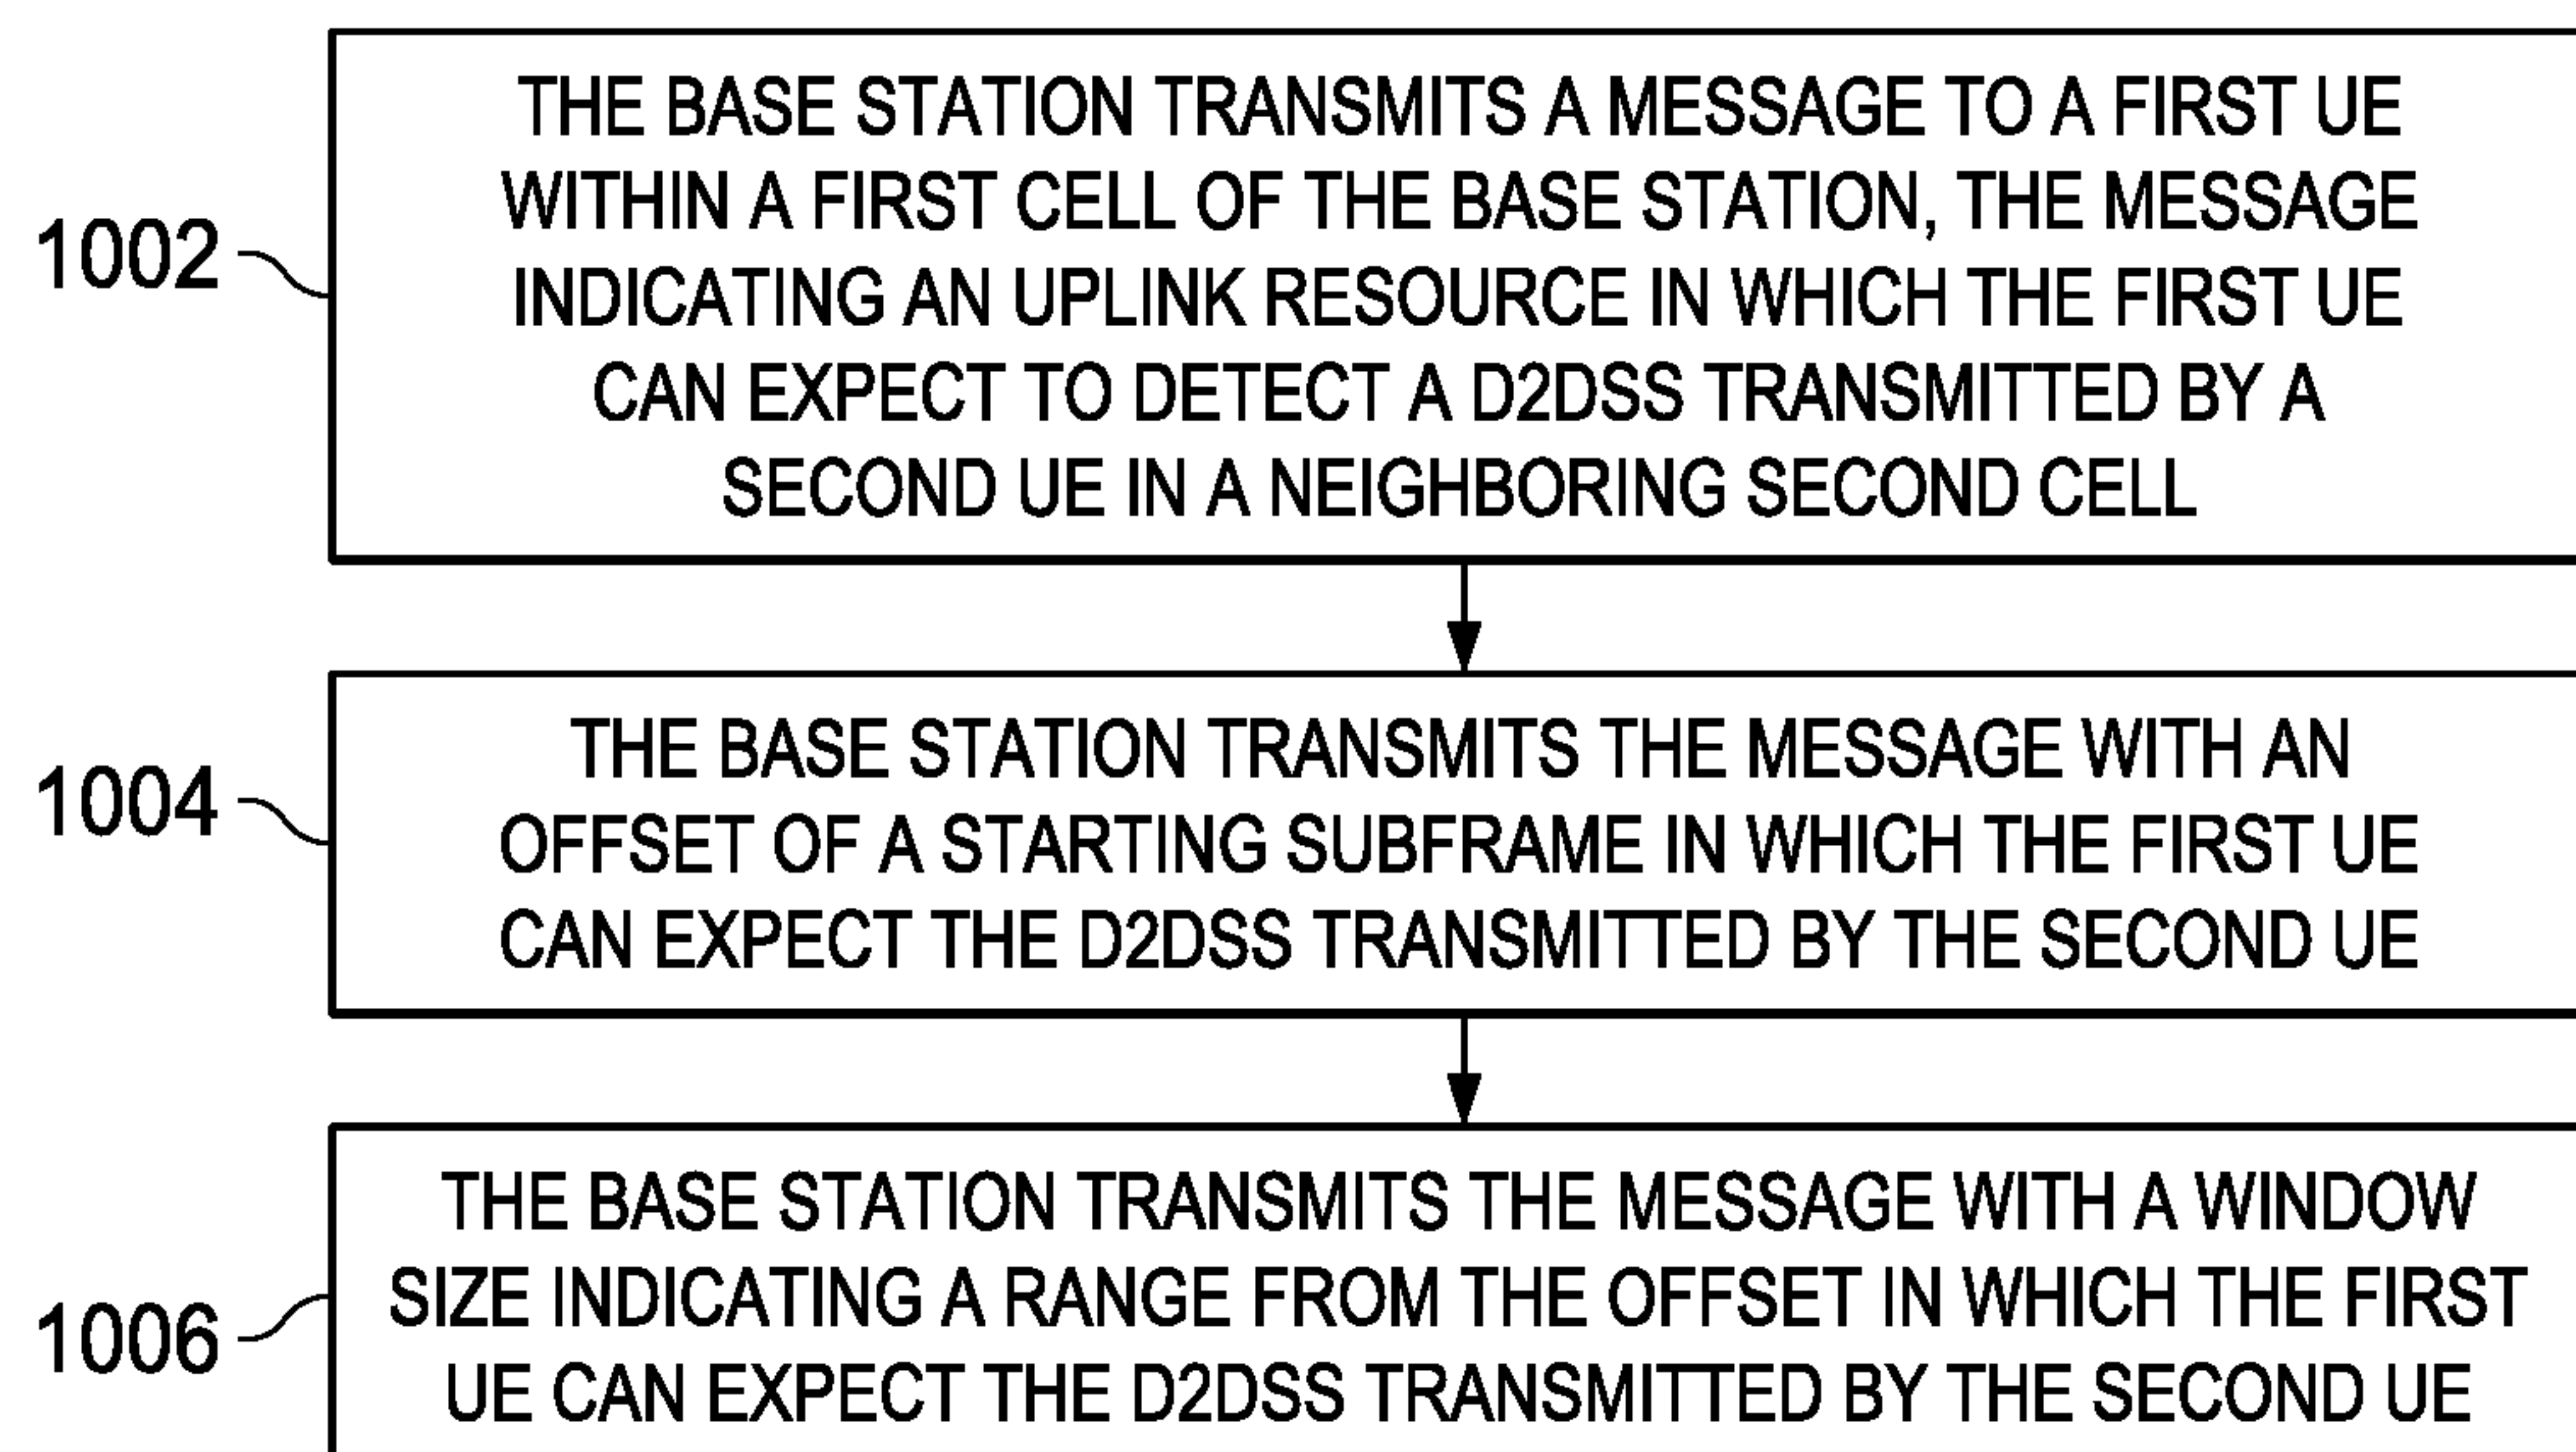 1002
THE BASE STATION TRANSMITS A MESSAGE TO A FIRST UE
WITHIN A FIRST CELL OF THE BASE STATION, THE MESSAGE
INDICATING AN UPLINK RESOURCE IN WHICH THE FIRST UE
CAN EXPECT TO DETECT A D2DSS TRANSMITTED BY A
SECOND UE IN A NEIGHBORING SECOND CELL
1004
THE BASE STATION TRANSMITS THE MESSAGE WITH AN
OFFSET OF A STARTING SUBFRAME IN WHICH THE FIRST UE
CAN EXPECT THE D2DSS TRANSMITTED BY THE SECOND UE
1006
THE BASE STATION TRANSMITS THE MESSAGE WITH A WINDOW
SIZE INDICATING A RANGE FROM THE OFFSET IN WHICH THE FIRST
UE CAN EXPECT THE D2DSS TRANSMITTED BY THE SECOND UE